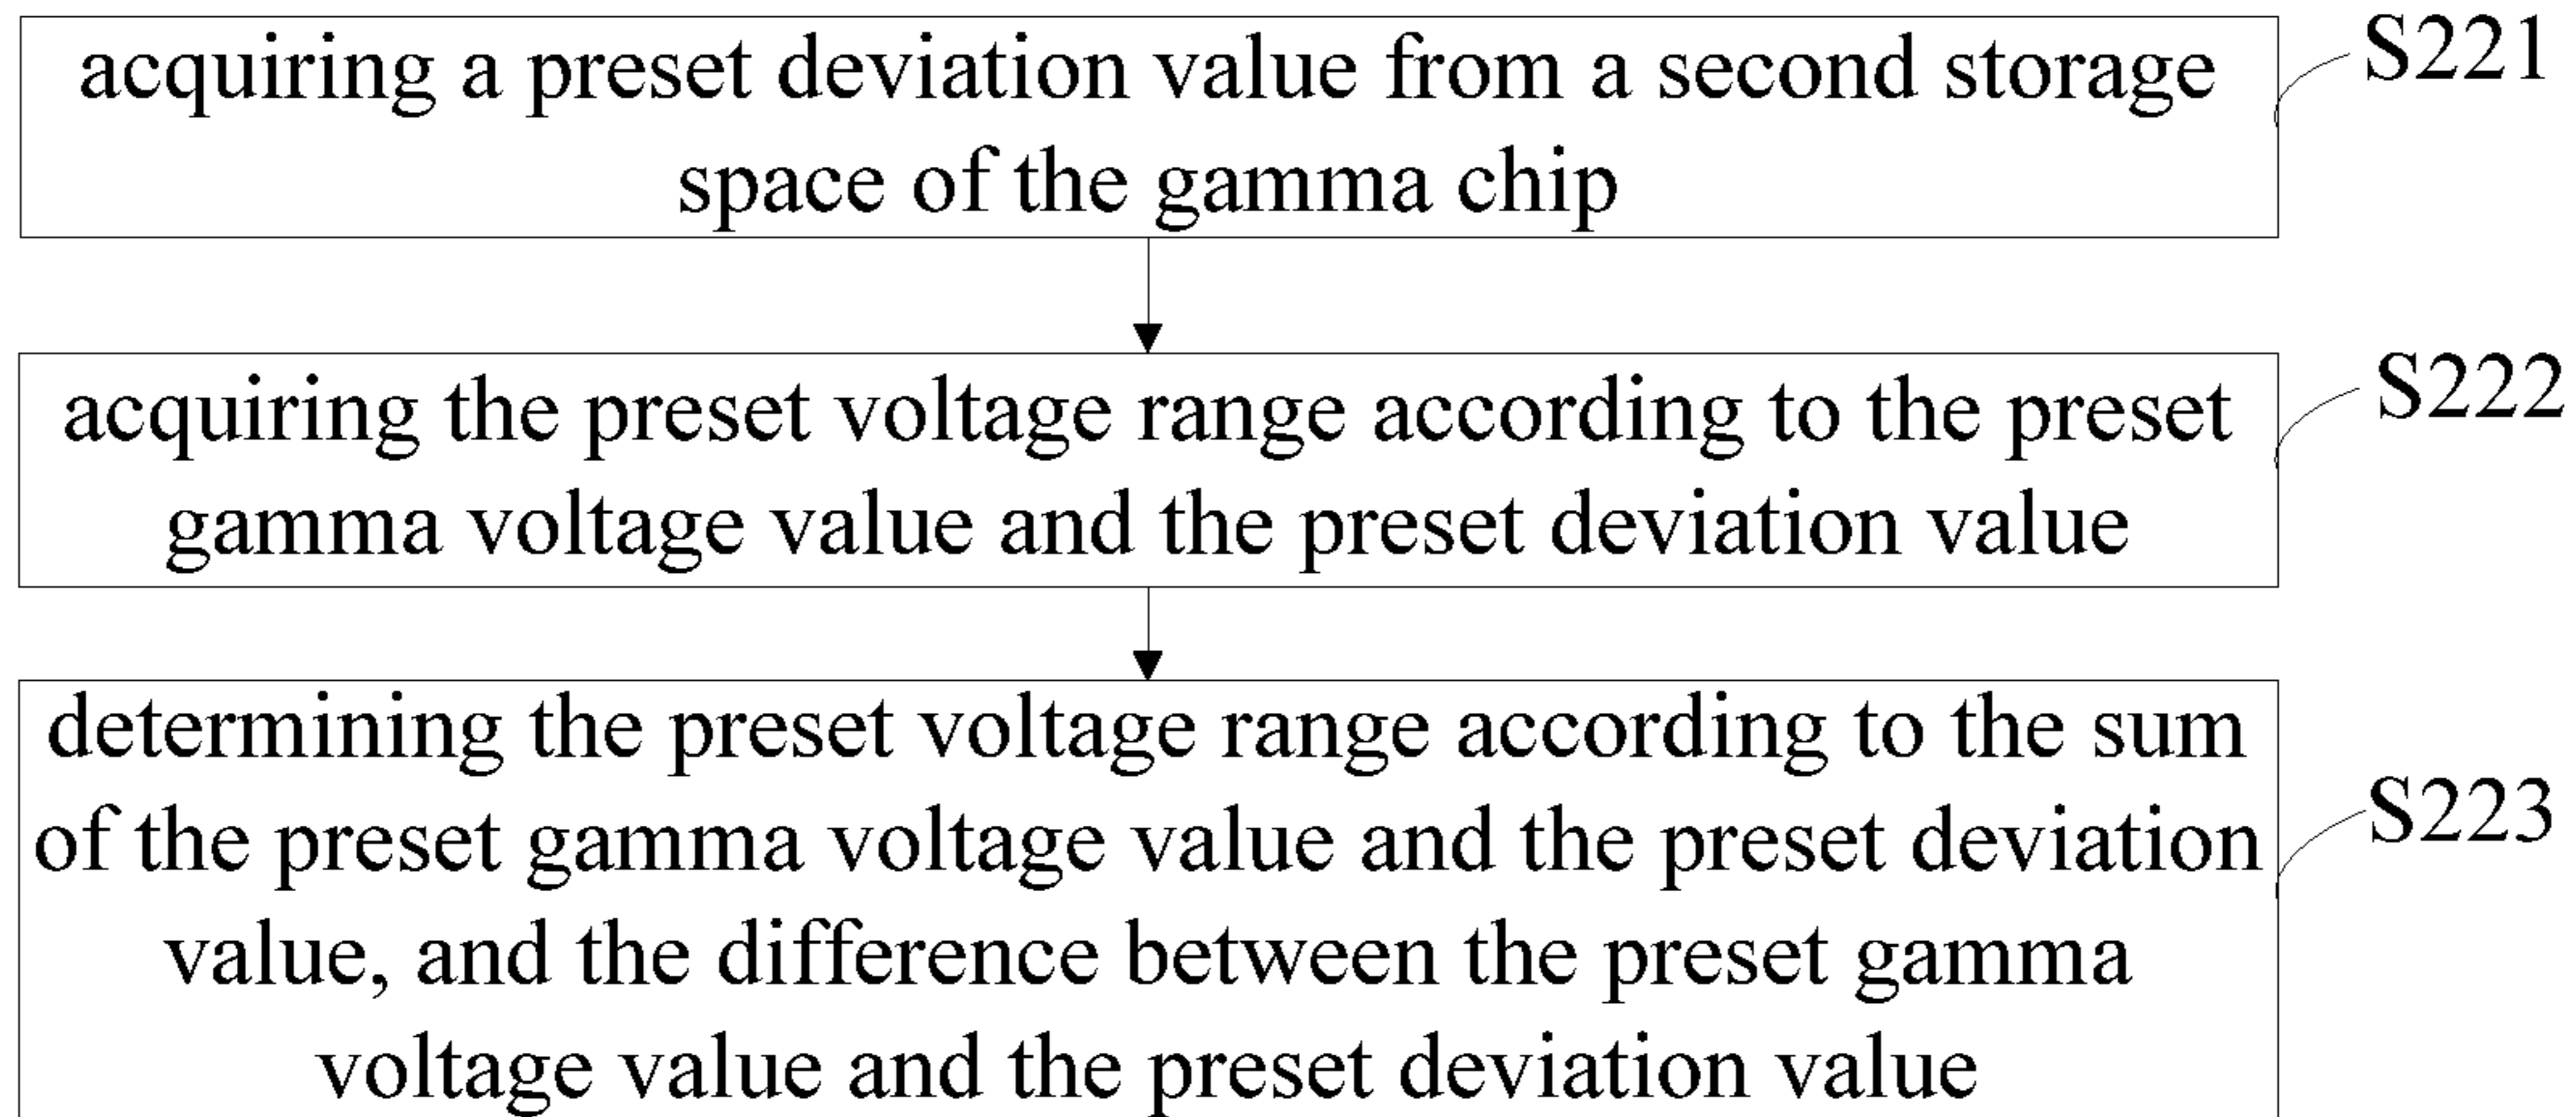 acquiring a preset deviation value from a second storage
space of the gamma chip
S221
acquiring the preset voltage range according to the preset
gamma voltage value and the preset deviation value
S222
determining the preset voltage range according to the sum
of the preset gamma voltage value and the preset deviation
value, and the difference between the preset gamma
voltage value and the preset deviation value
S223